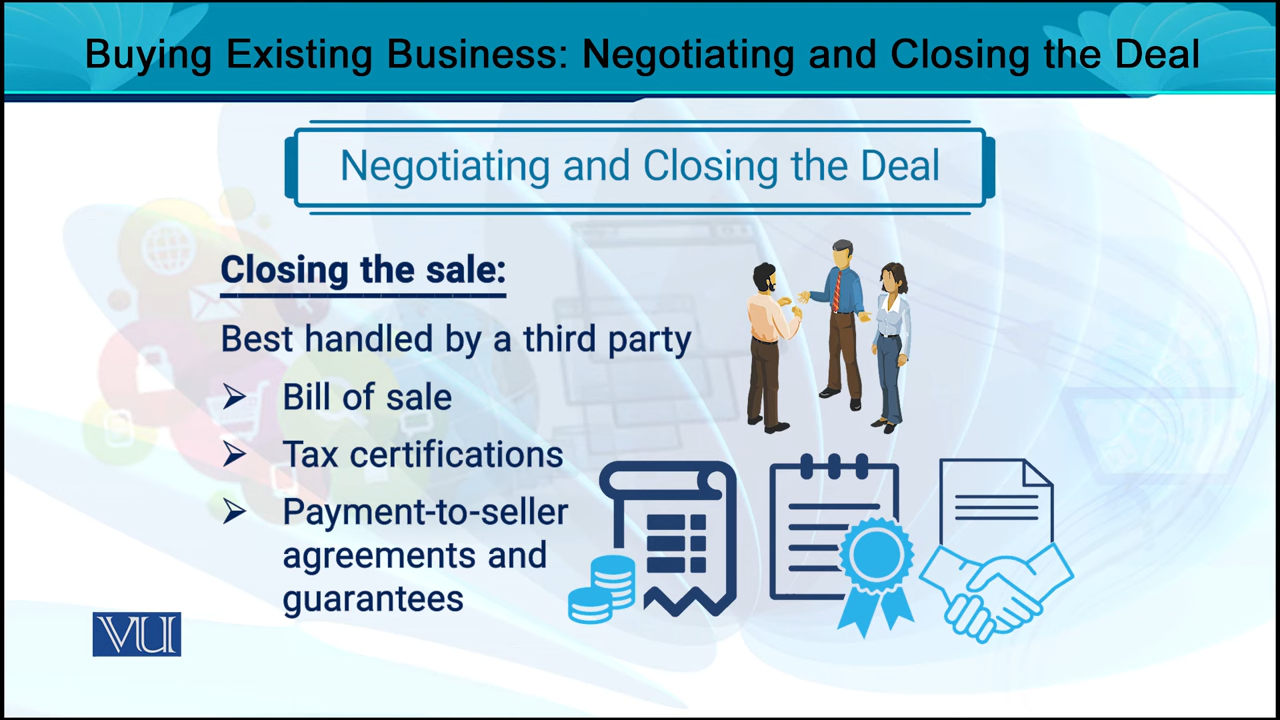 Buying Existing Business: Negotiating and Closing the Deal
Negotiating and Closing the Deal
Closing the sale:
Best handled by a third party
Bill of sale
Tax certifications
Payment-to-seller
agreements and
guarantees
VUI